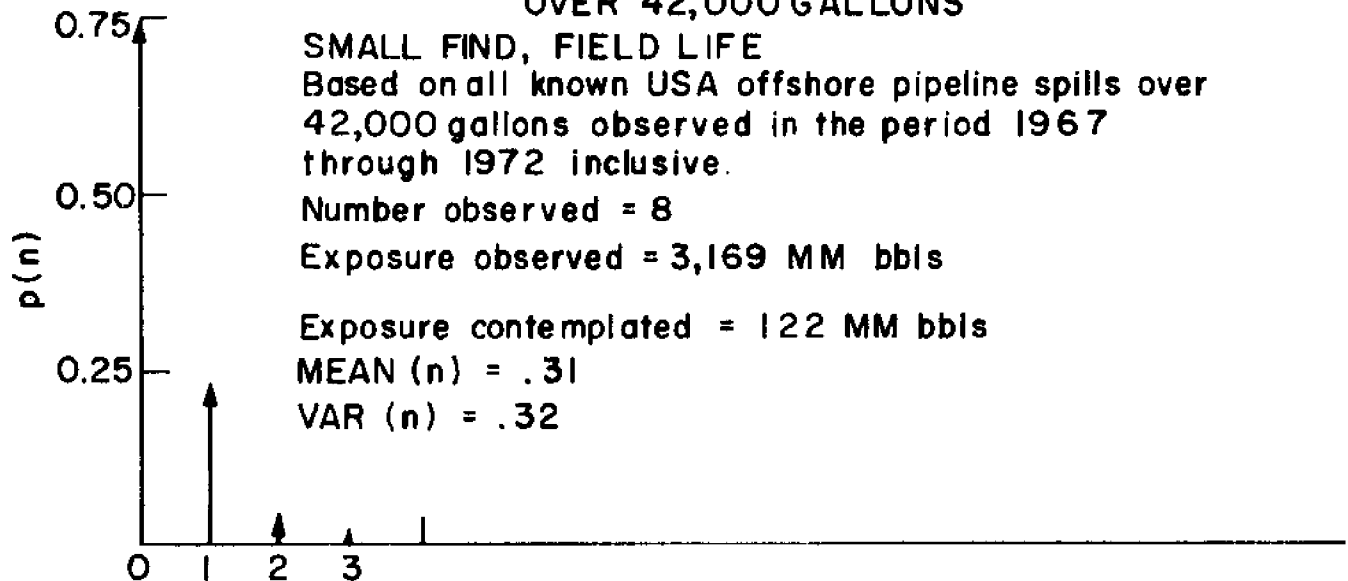 OVER 42,000 GALLONS
0.75
SMALL FIND, FIELD LIFE
Based on all known USA offshore pipeline spills over
42,000 gallons observed in the period 1967
through 1972 inclusive.
0.50
Number observed = 8
p(n)
Exposure observed = 3,169 MM bbls
Exposure contemplated = 122 MM bbls
0.25
MEAN (n) = .31
VAR (n) = .32
0 1 2 3